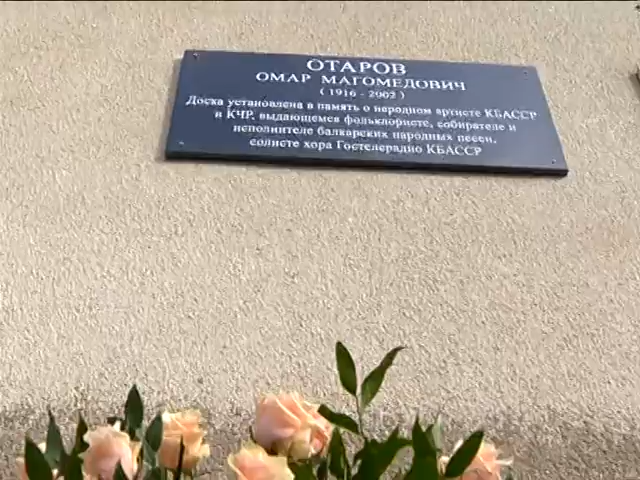 ОТАРОВ
ОМАР МАГОМЕДОВИЧ
( 1916 - 2002 )
Доска установлена в память о народном артисте КБАССР
и КЧР, выдающемся фольклористе, собирателе и
исполнителе балкарских народных песен,
солисте хора Гостелерадио КБАССР